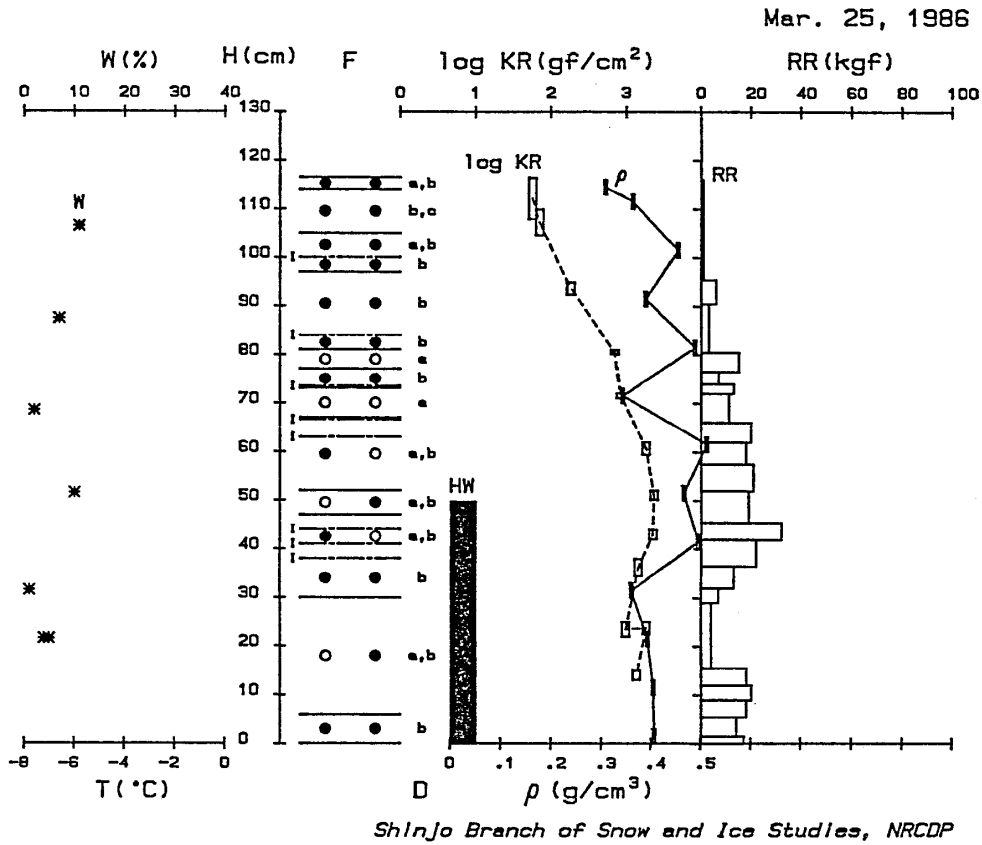 Mar. 25, 1986
W(%) H(cm) F log KR(gf/cm²) RR(kgf)
0 10 20 30 40 0 1 2 3 0 20 40 60 80 100
130
120
log KR ρ RR
a,b
W
110 b,c
a,b
100 I
b
90 b
I
b
80
a
b
I
70 a
I
I
60 a,b
HW
50 a,b
I
a,b
I
40
I
b
30
20
a,b
10
b
0
-8 -6 -4 -2 0 0 .1 .2 .3 .4 .5
T(°C) D ρ (g/cm³)
Shinjo Branch of Snow and Ice Studies, NRCDP